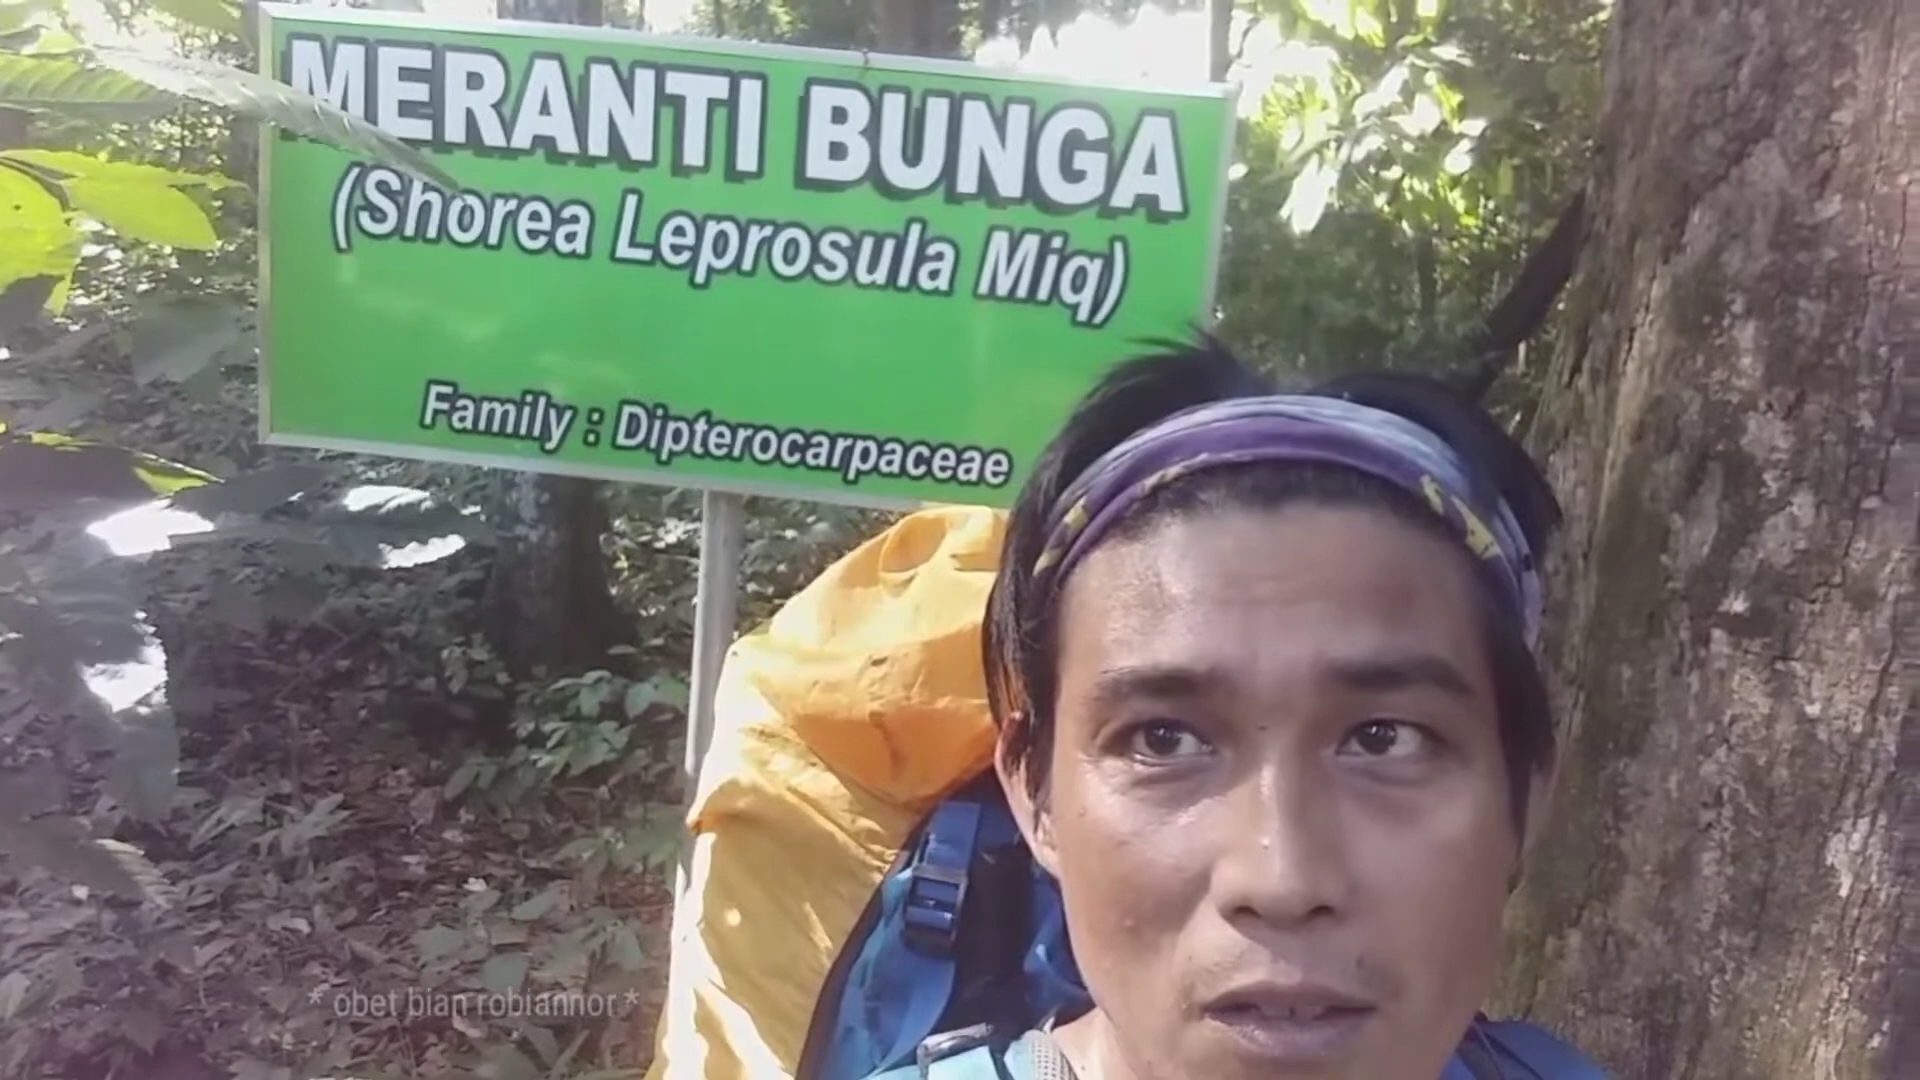 MERANTI BUNGA
(Shorea Leprosula Miq)
Family : Dipterocarpaceae
* obet bian robiannor *